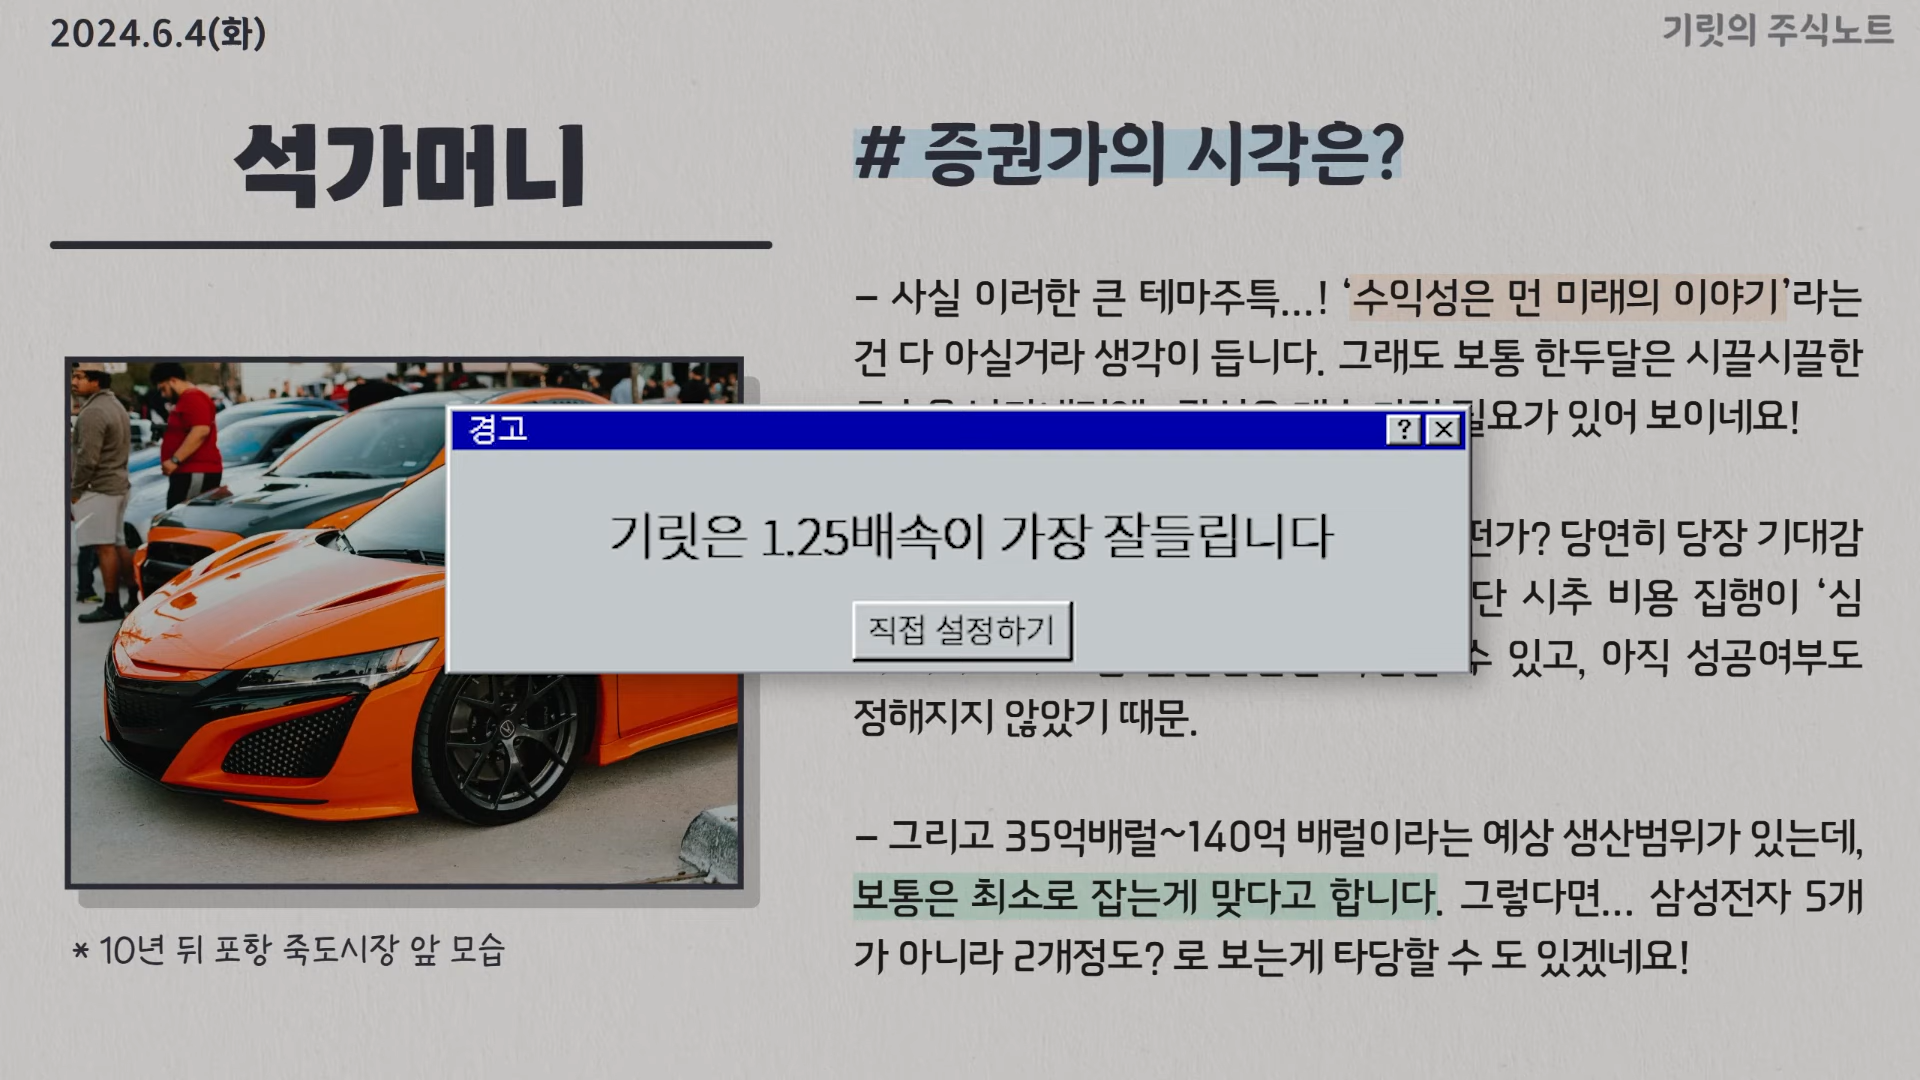 2024.6.4(화)
기릿의 주식노트
석가머니
# 증권가의 시각은?
– 사실 이러한 큰 테마주특...! ‘수익성은 먼 미래의 이야기’라는
건 다 아실거라 생각이 듭니다. 그래도 보통 한두달은 시끌시끌한
필요가 있어 보이네요!
경고
?
기릿은 1.25배속이 가장 잘들립니다
직접 설정하기
당연히 당장 기대감
시추 비용 집행이 ‘심
수 있고, 아직 성공여부도
정해지지 않았기 때문.
– 그리고 35억배럴~140억 배럴이라는 예상 생산범위가 있는데,
보통은 최소로 잡는게 맞다고 합니다. 그렇다면... 삼성전자 5개
가 아니라 2개정도? 로 보는게 타당할 수 도 있겠네요!
* 10년 뒤 포항 죽도시장 앞 모습